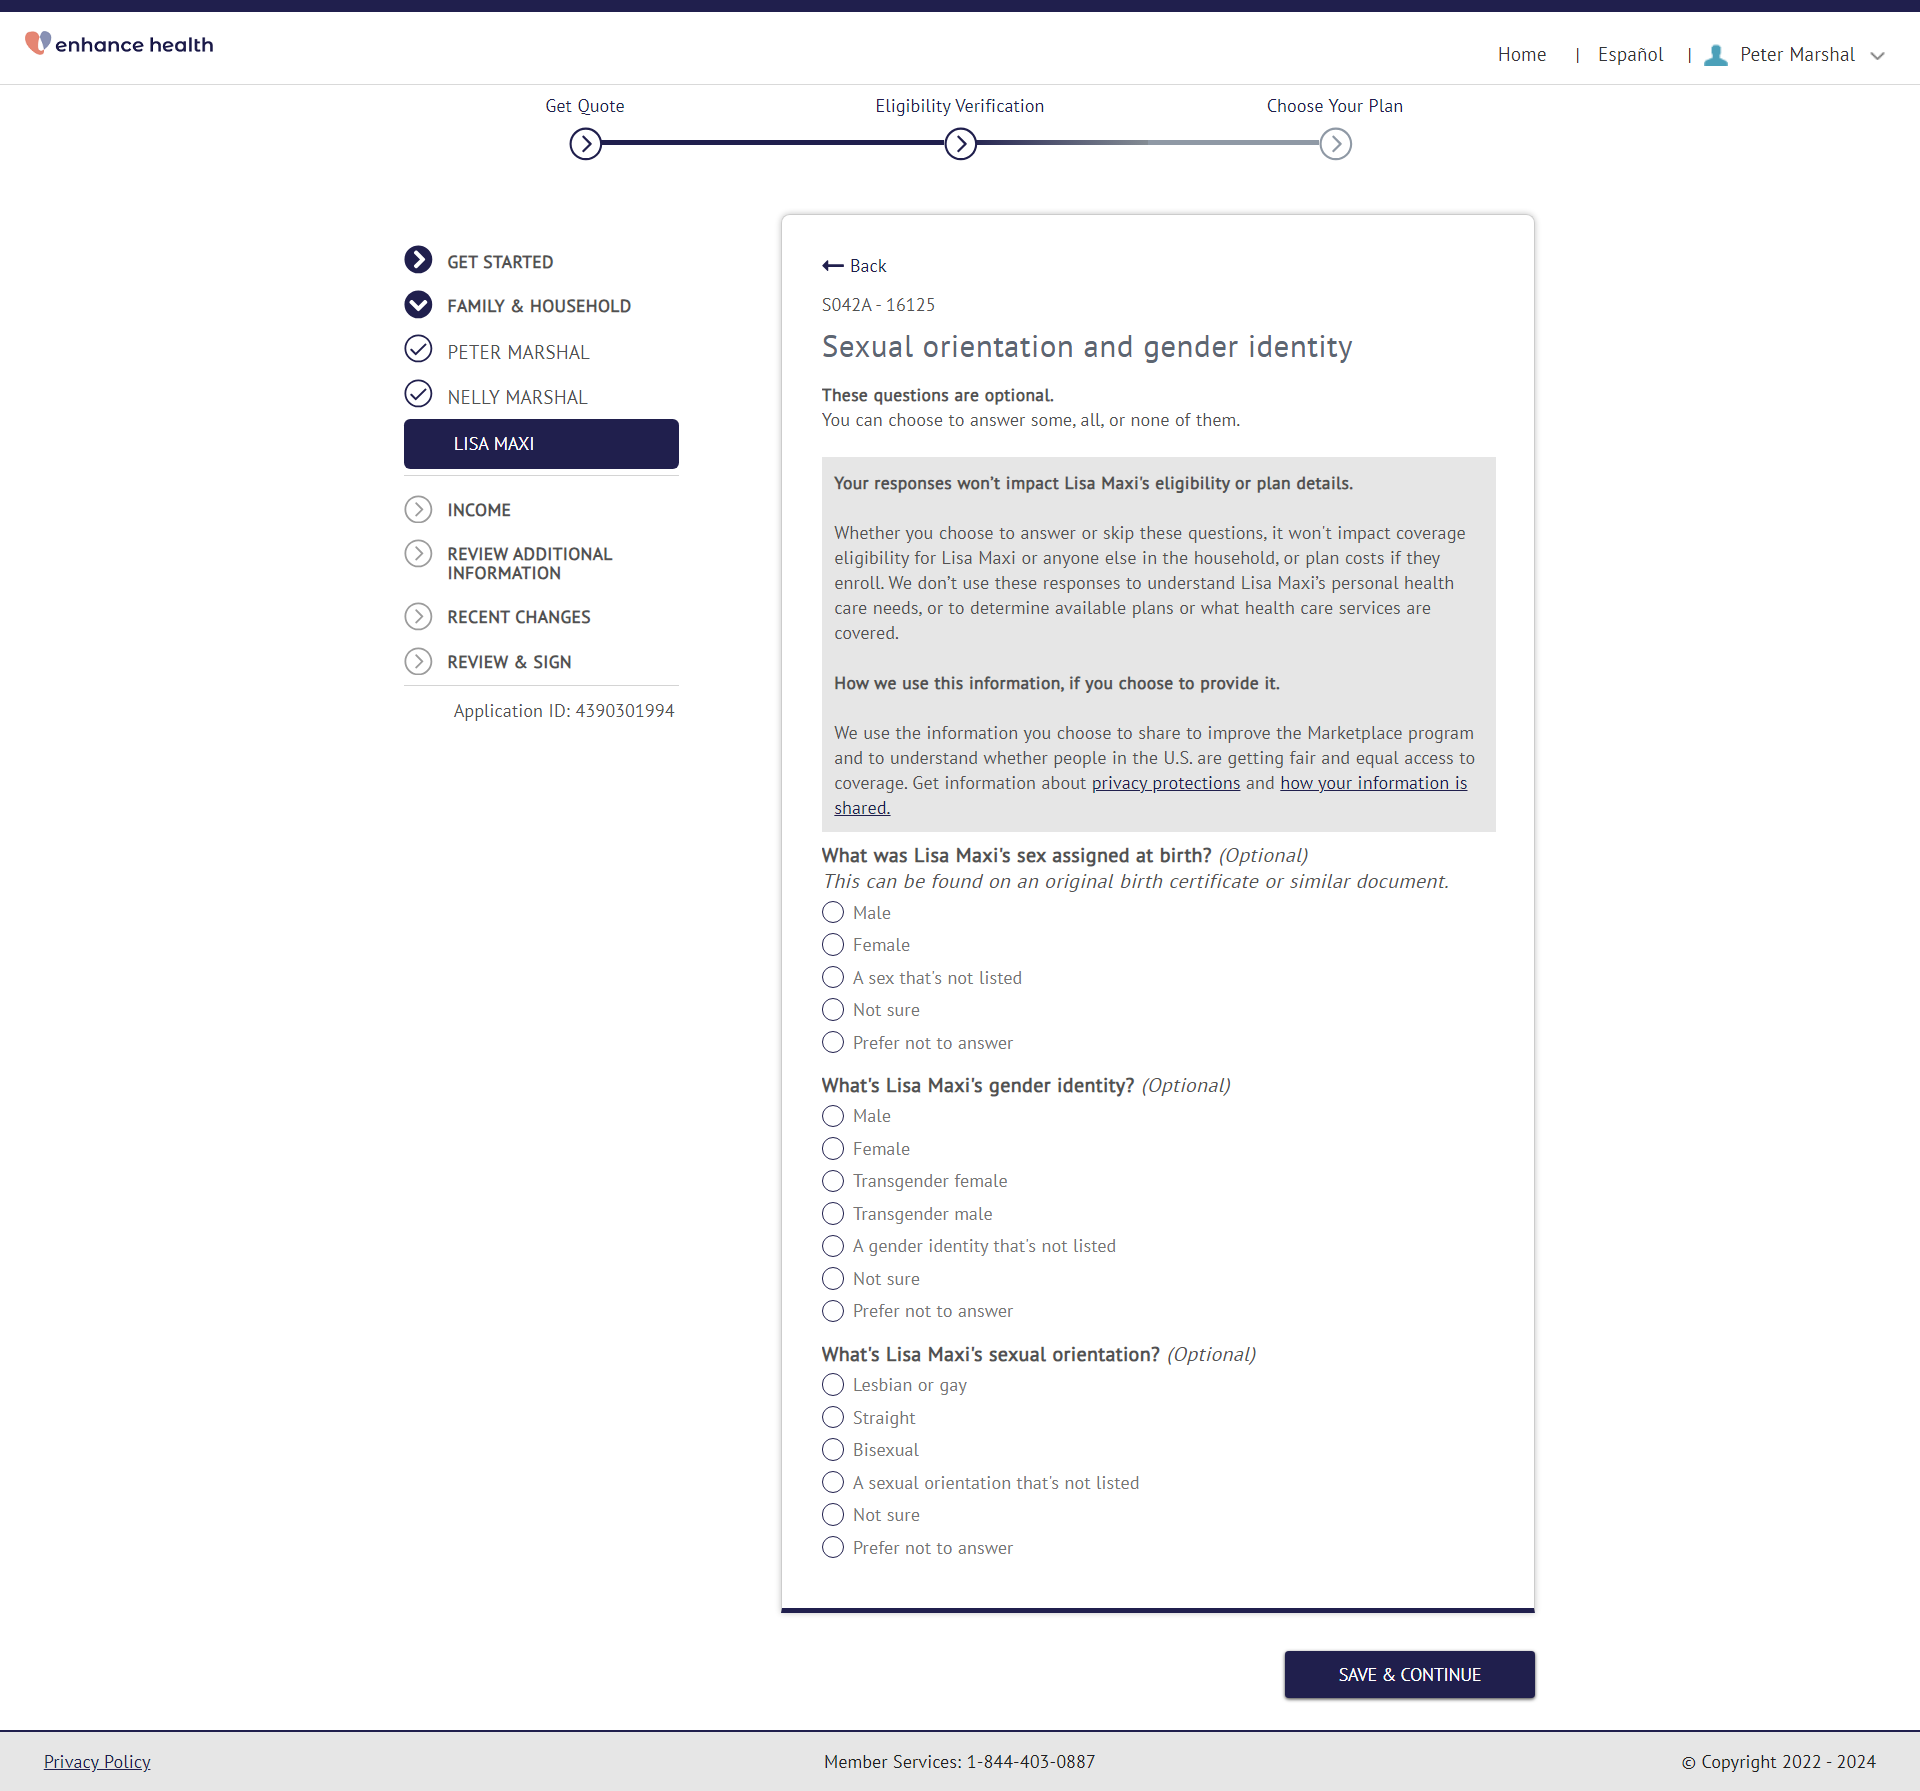 enhance health
Home | Español | Peter Marshal
Get Quote
Eligibility Verification
Choose Your Plan
GET STARTED
FAMILY & HOUSEHOLD
PETER MARSHAL
NELLY MARSHAL
LISA MAXI
INCOME
REVIEW ADDITIONAL
INFORMATION
RECENT CHANGES
REVIEW & SIGN
Application ID: 4390301994
Back
S042A - 16125
Sexual orientation and gender identity
These questions are optional.
You can choose to answer some, all, or none of them.
Your responses won’t impact Lisa Maxi's eligibility or plan details.
Whether you choose to answer or skip these questions, it won't impact coverage
eligibility for Lisa Maxi or anyone else in the household, or plan costs if they
enroll. We don’t use these responses to understand Lisa Maxi’s personal health
care needs, or to determine available plans or what health care services are
covered.
How we use this information, if you choose to provide it.
We use the information you choose to share to improve the Marketplace program
and to understand whether people in the U.S. are getting fair and equal access to
coverage. Get information about privacy protections and how your information is
shared.
What was Lisa Maxi's sex assigned at birth? (Optional)
This can be found on an original birth certificate or similar document.
Male
Female
A sex that's not listed
Not sure
Prefer not to answer
What's Lisa Maxi's gender identity? (Optional)
Male
Female
Transgender female
Transgender male
A gender identity that's not listed
Not sure
Prefer not to answer
What's Lisa Maxi's sexual orientation? (Optional)
Lesbian or gay
Straight
Bisexual
A sexual orientation that's not listed
Not sure
Prefer not to answer
SAVE & CONTINUE
Privacy Policy
Member Services: 1-844-403-0887
© Copyright 2022 - 2024